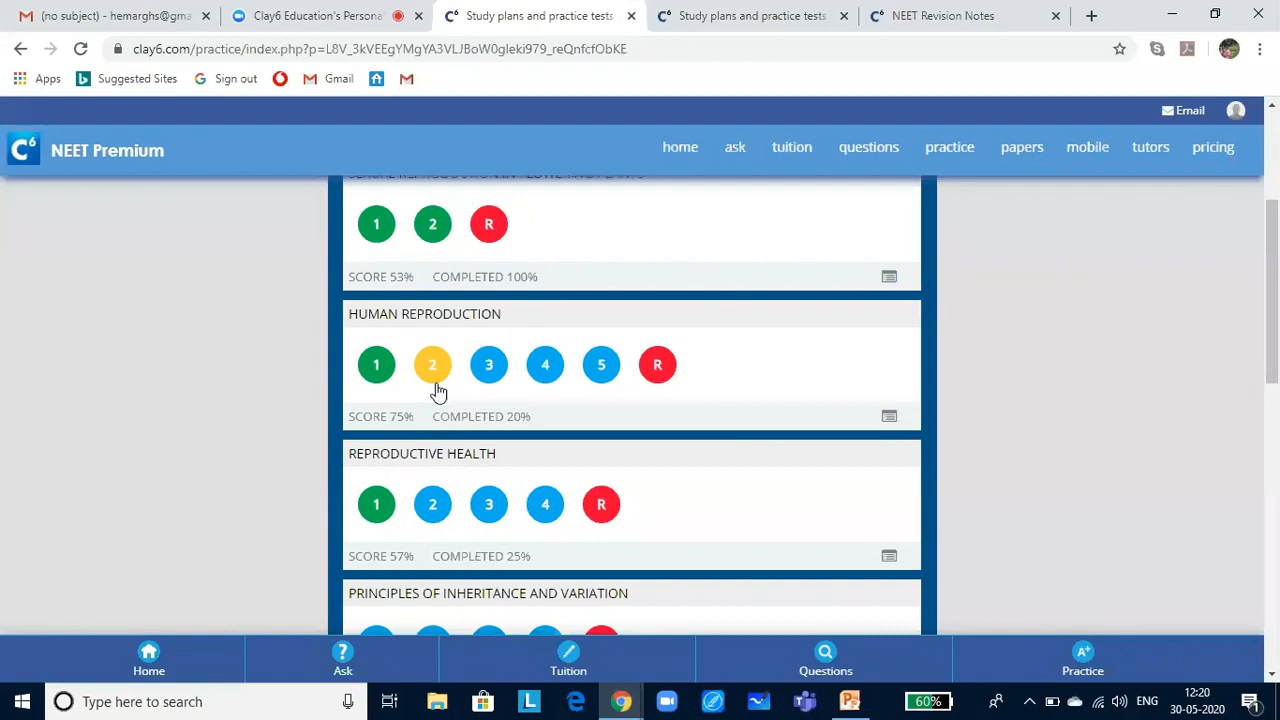 (no subject) - hemarghs@gma
Clay6 Education's Persona
Study plans and practice tests
Study plans and practice tests
NEET Revision Notes
clay6.com/practice/index.php?p=L8V_3kVEEgYMgYA3VLJBoW0gleki979_reQnfcfObKE
Apps
Suggested Sites
Sign out
Gmail
Email
C6 NEET Premium
home ask tuition questions practice papers mobile tutors pricing
1 2 R
SCORE 53% COMPLETED 100%
HUMAN REPRODUCTION
1 2 3 4 5 R
SCORE 75% COMPLETED 20%
REPRODUCTIVE HEALTH
1 2 3 4 R
SCORE 57% COMPLETED 25%
PRINCIPLES OF INHERITANCE AND VARIATION
Home Ask Tuition Questions Practice
Type here to search
60%
ENG
12:20
30-05-2020